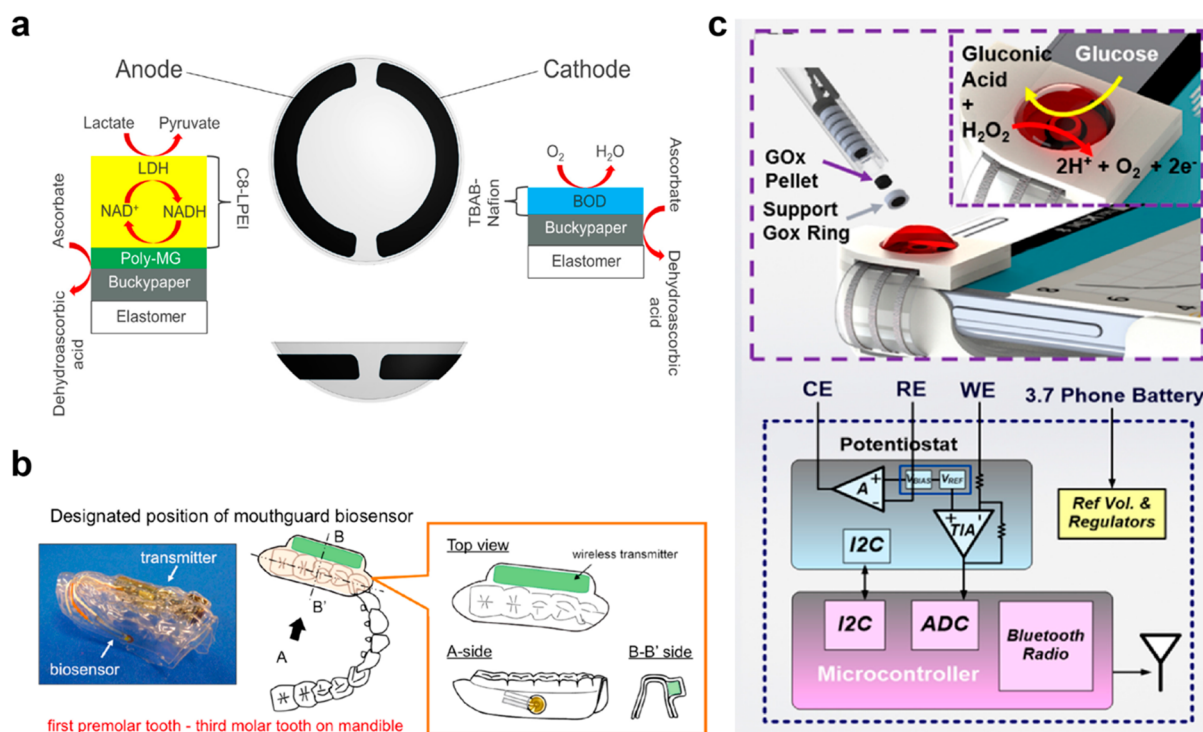 a
Anode
Cathode
Lactate
Pyruvate
LDH
NAD⁺
NADH
C8-LPEI
Ascorbate
Poly-MG
Buckypaper
Elastomer
Dehydroascorbic
acid
O₂
H₂O
TBAB-
Nafion
BOD
Buckypaper
Elastomer
Ascorbate
Dehydroascorbic
acid
b
Designated position of mouthguard biosensor
transmitter
biosensor
B
B'
A
first premolar tooth - third molar tooth on mandible
Top view
wireless transmitter
A-side
B-B' side
c
GOx
Pellet
Support
Gox Ring
Gluconic
Acid
+
H₂O₂
Glucose
2H⁺ + O₂ + 2e⁻
8
6
4
CE
RE
WE
3.7 Phone Battery
Potentiostat
A
+
-
VBIAS
VREF
+
-
TIA
I2C
Ref Vol. &
Regulators
I2C
ADC
Bluetooth
Radio
Microcontroller